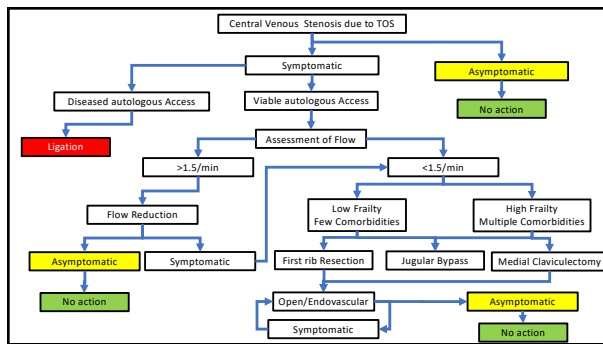 Central Venous Stenosis due to TOS
Symptomatic
Asymptomatic
Diseased autologous Access
Viable autologous Access
No action
Ligation
Assessment of Flow
>1.5/min
<1.5/min
Flow Reduction
Low Frailty
Few Comorbidities
High Frailty
Multiple Comorbidities
Asymptomatic
Symptomatic
First rib Resection
Jugular Bypass
Medial Claviculectomy
No action
Open/Endovascular
Asymptomatic
Symptomatic
No action